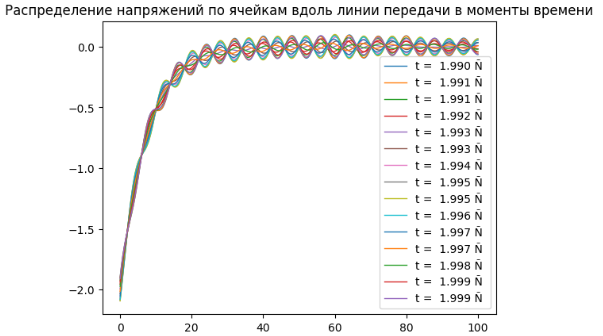 Распределение напряжений по ячейкам вдоль линии передачи в моменты времени
0.0
−0.5
−1.0
−1.5
−2.0
0
20
40
60
80
100
t = 1.990 Ñ
t = 1.991 Ñ
t = 1.991 Ñ
t = 1.992 Ñ
t = 1.993 Ñ
t = 1.993 Ñ
t = 1.994 Ñ
t = 1.995 Ñ
t = 1.995 Ñ
t = 1.996 Ñ
t = 1.997 Ñ
t = 1.997 Ñ
t = 1.998 Ñ
t = 1.999 Ñ
t = 1.999 Ñ